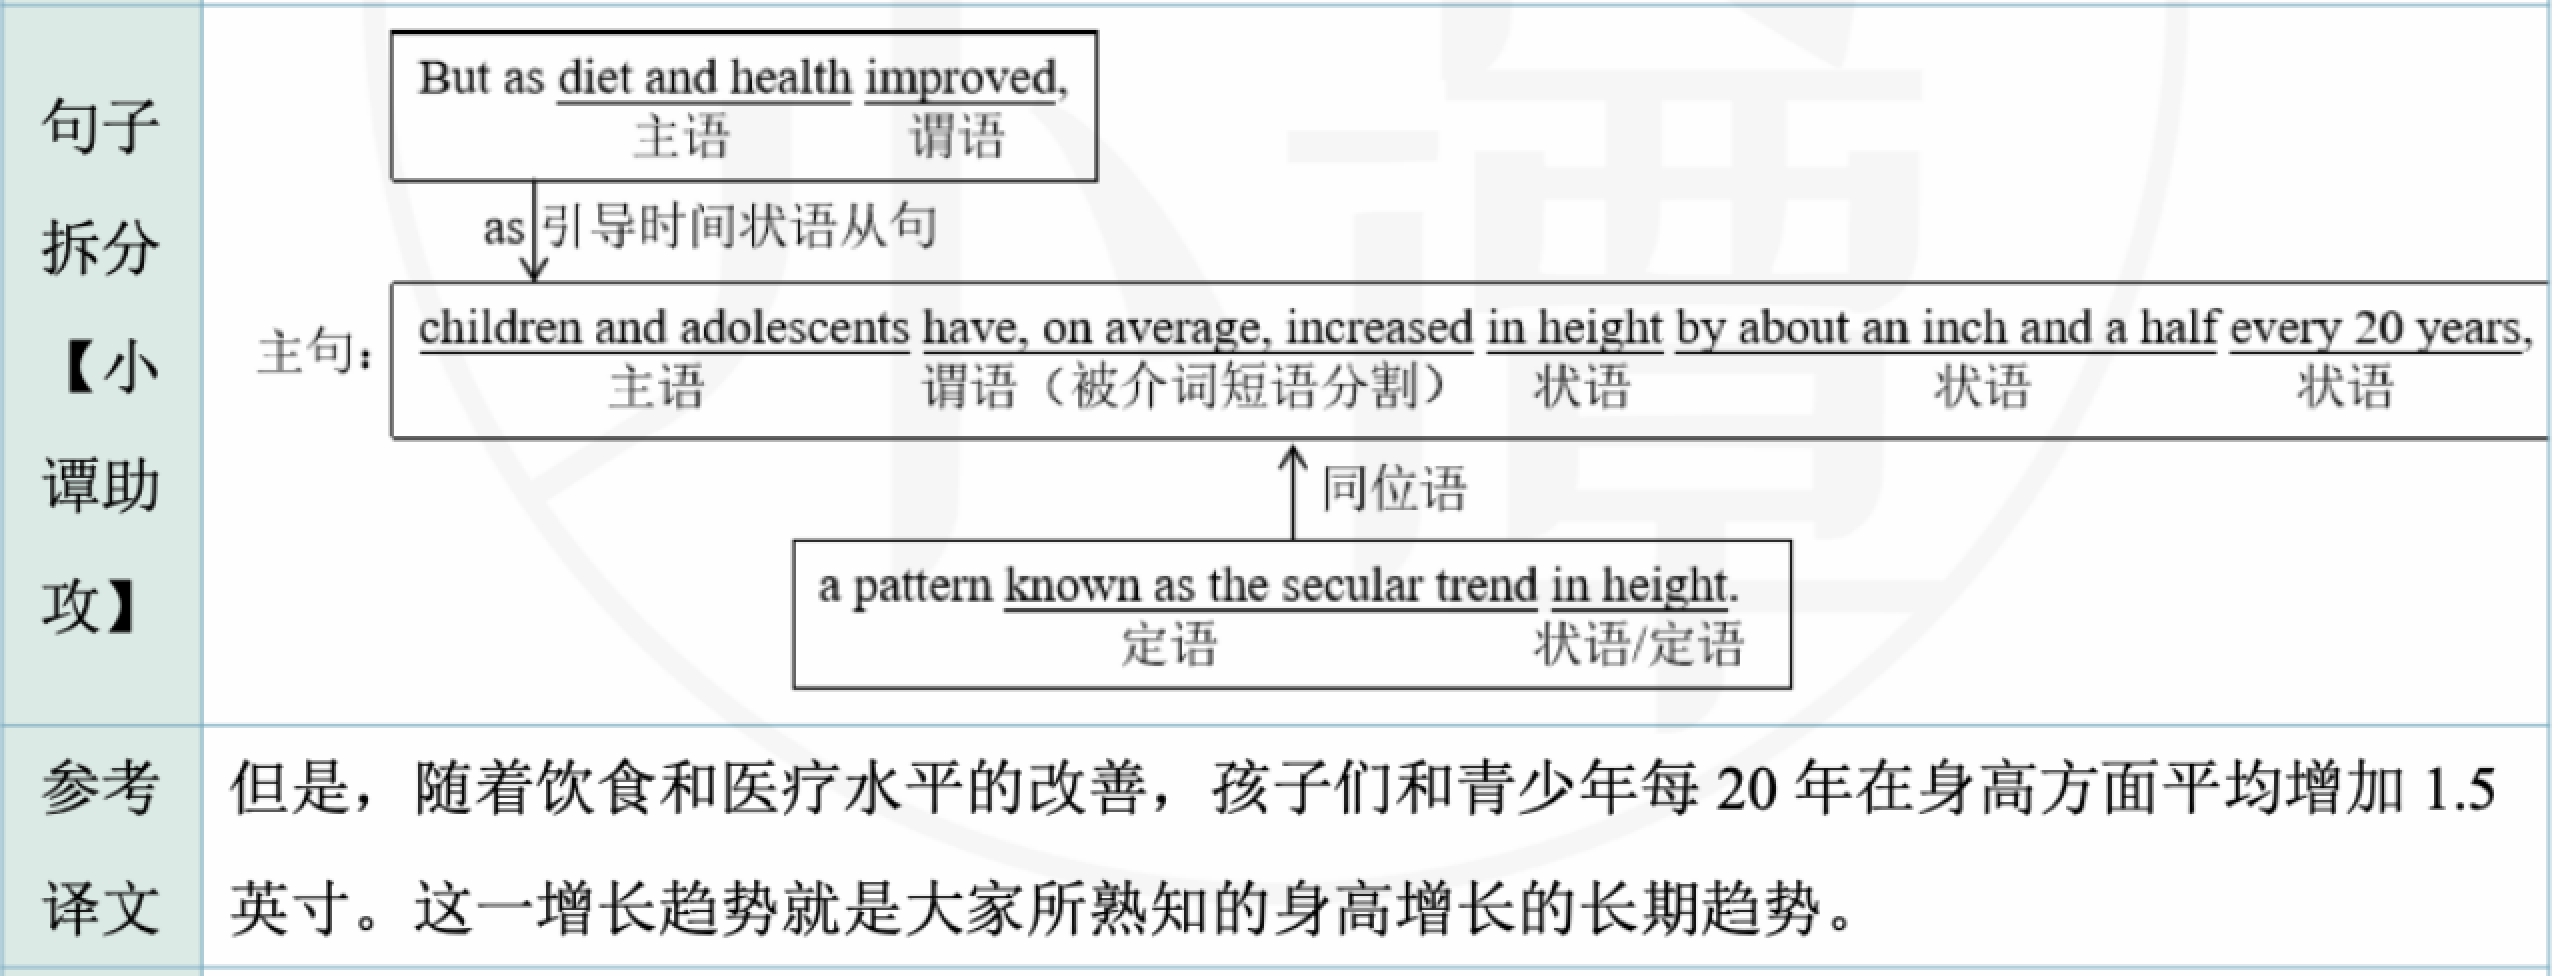 句子
拆分
【小
谭助
攻】
But as diet and health improved,
主语 谓语
as 引导时间状语从句
主句：
children and adolescents have, on average, increased in height by about an inch and a half every 20 years,
主语 谓语（被介词短语分割） 状语 状语 状语
同位语
a pattern known as the secular trend in height.
定语 状语/定语
参考
译文
但是，随着饮食和医疗水平的改善，孩子们和青少年每 20 年在身高方面平均增加 1.5
英寸。这一增长趋势就是大家所熟知的身高增长的长期趋势。